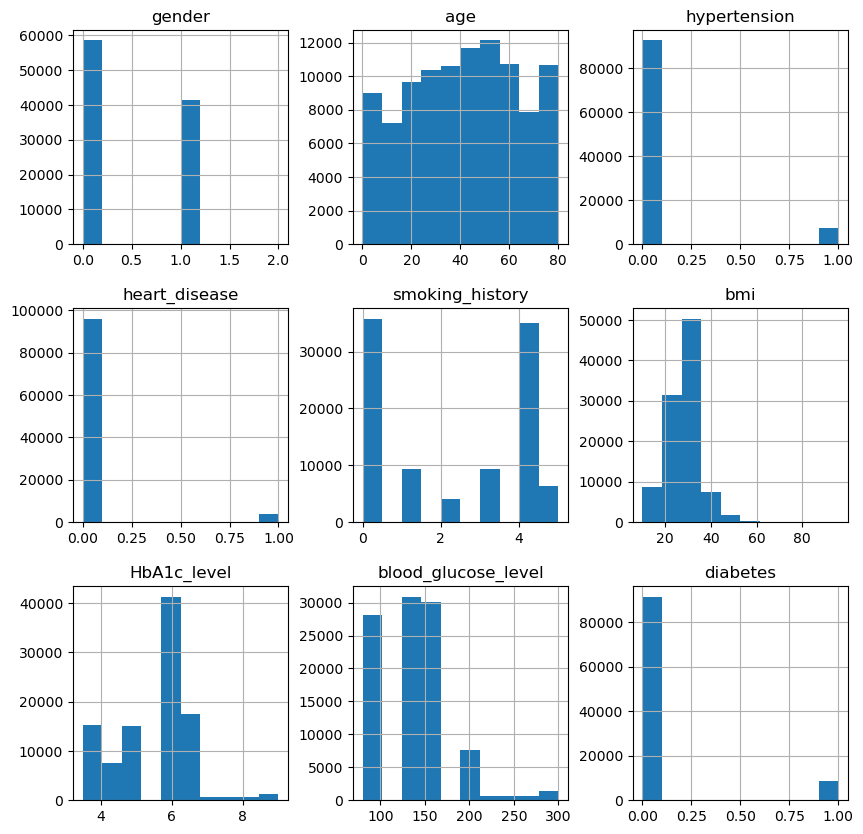 gender
60000
50000
40000
30000
20000
10000
0
0.0 0.5 1.0 1.5 2.0
age
12000
10000
8000
6000
4000
2000
0
0 20 40 60 80
hypertension
80000
60000
40000
20000
0
0.00 0.25 0.50 0.75 1.00
heart_disease
100000
80000
60000
40000
20000
0
0.00 0.25 0.50 0.75 1.00
smoking_history
30000
20000
10000
0
0 2 4
bmi
50000
40000
30000
20000
10000
0
20 40 60 80
HbA1c_level
40000
30000
20000
10000
0
4 6 8
blood_glucose_level
30000
25000
20000
15000
10000
5000
0
100 150 200 250 300
diabetes
80000
60000
40000
20000
0
0.00 0.25 0.50 0.75 1.00